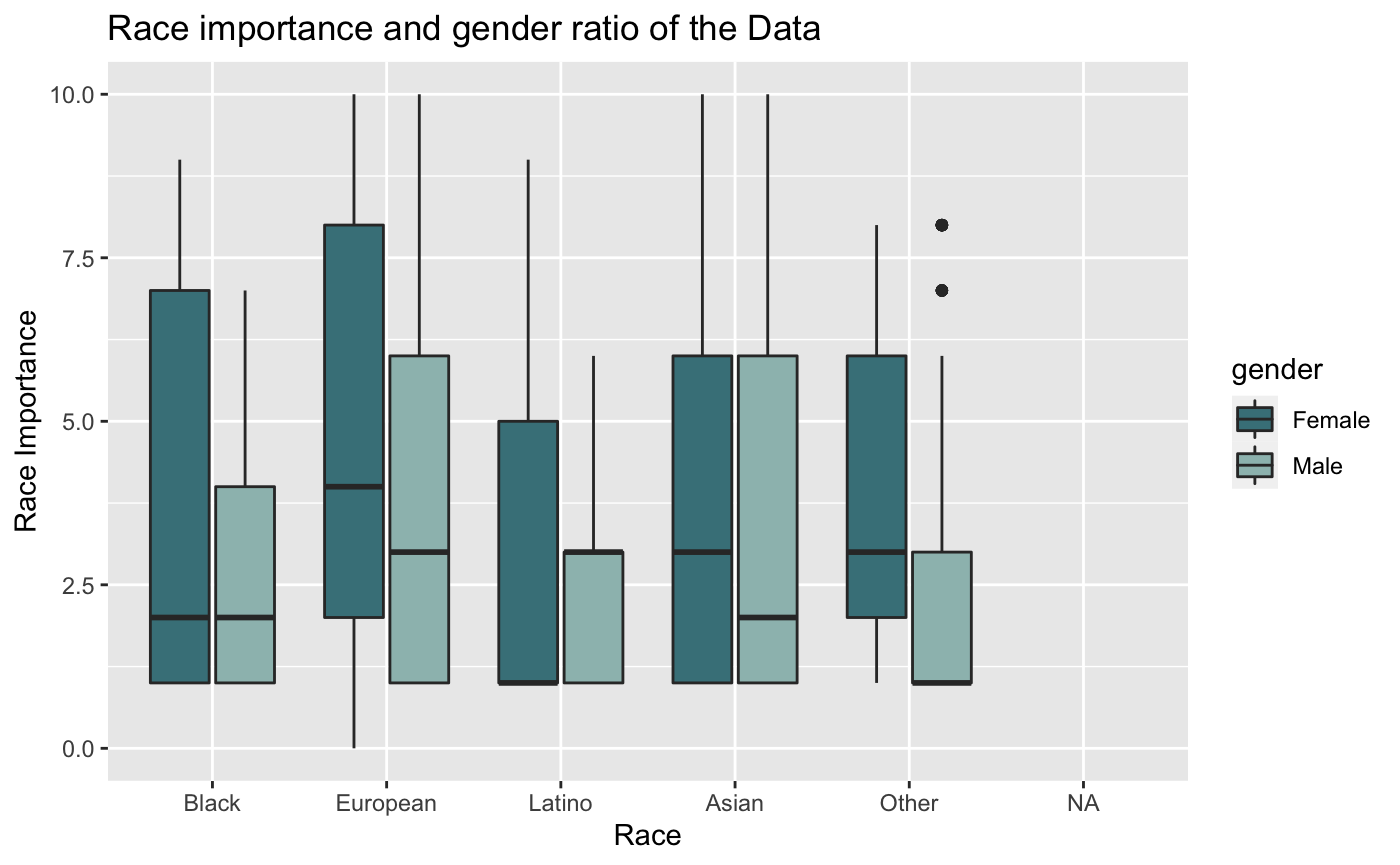 Race importance and gender ratio of the Data
Race Importance
10.0
7.5
5.0
2.5
0.0
Black European Latino Asian Other NA
Race
gender
Female
Male